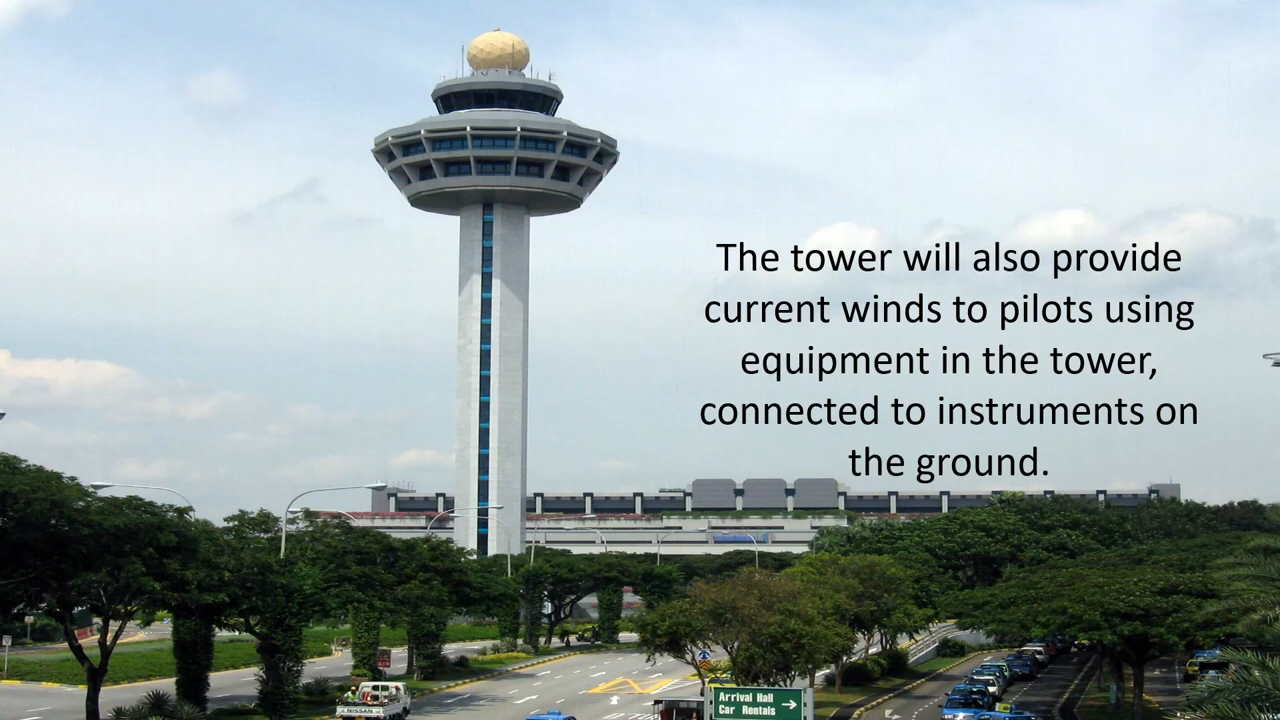 The tower will also provide
current winds to pilots using
equipment in the tower,
connected to instruments on
the ground.
Arrival Hall
Car Rentals
NISSAN